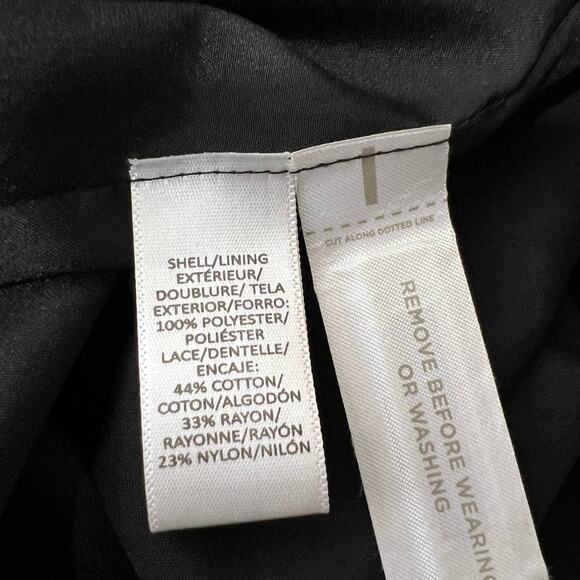 SHELL/LINING
EXTÉRIEUR/
DOUBLURE/ TELA
EXTERIOR/FORRO:
100% POLYESTER/
POLIÉSTER
LACE/DENTELLE/
ENCAJE:
44% COTTON/
COTON/ALGODÓN
33% RAYON/
RAYONNE/RAYÓN
23% NYLON/NILÓN
CUT ALONG DOTTED LINE
REMOVE BEFORE WEARING
OR WASHING